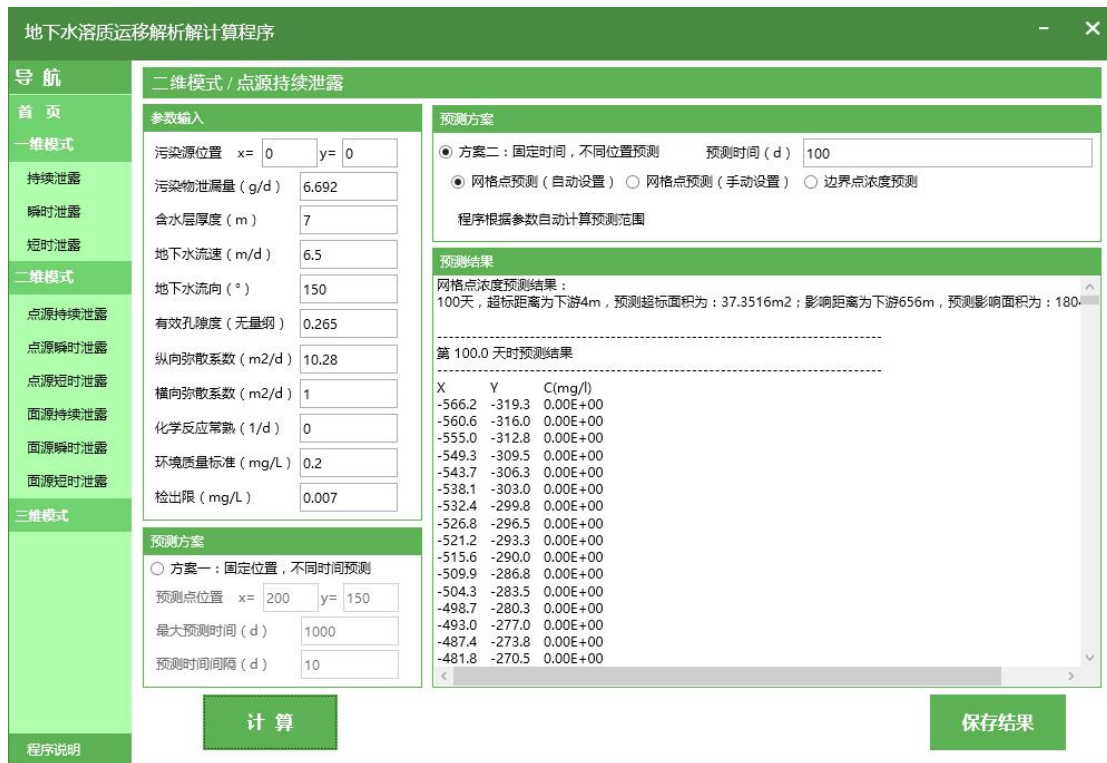 地下水溶质运移解析解计算程序
导 航
首 页
一维模式
持续泄露
瞬时泄露
短时泄露
二维模式
点源持续泄露
点源瞬时泄露
点源短时泄露
面源持续泄露
面源瞬时泄露
面源短时泄露
三维模式
程序说明
二维模式 / 点源持续泄露
参数输入
污染源位置 x= 0 y= 0
污染物泄漏量(g/d) 6.692
含水层厚度(m) 7
地下水流速(m/d) 6.5
地下水流向(°) 150
有效孔隙度(无量纲) 0.265
纵向弥散系数(m2/d) 10.28
横向弥散系数(m2/d) 1
化学反应常熟(1/d) 0
环境质量标准(mg/L) 0.2
检出限(mg/L) 0.007
预测方案
方案一:固定位置,不同时间预测
预测点位置 x= 200 y= 150
最大预测时间(d) 1000
预测时间间隔(d) 10
计 算
预测方案
方案二:固定时间,不同位置预测 预测时间(d) 100
网格点预测(自动设置) 网格点预测(手动设置) 边界点浓度预测
程序根据参数自动计算预测范围
预测结果
网格点浓度预测结果:
100天,超标距离为下游4m,预测超标面积为:37.3516m2;影响距离为下游656m,预测影响面积为:180
--------------------------------------------------------------------------------
第 100.0 天时预测结果
--------------------------------------------------------------------------------
X Y C(mg/l)
-566.2 -319.3 0.00E+00
-560.6 -316.0 0.00E+00
-555.0 -312.8 0.00E+00
-549.3 -309.5 0.00E+00
-543.7 -306.3 0.00E+00
-538.1 -303.0 0.00E+00
-532.4 -299.8 0.00E+00
-526.8 -296.5 0.00E+00
-521.2 -293.3 0.00E+00
-515.6 -290.0 0.00E+00
-509.9 -286.8 0.00E+00
-504.3 -283.5 0.00E+00
-498.7 -280.3 0.00E+00
-493.0 -277.0 0.00E+00
-487.4 -273.8 0.00E+00
-481.8 -270.5 0.00E+00
保存结果